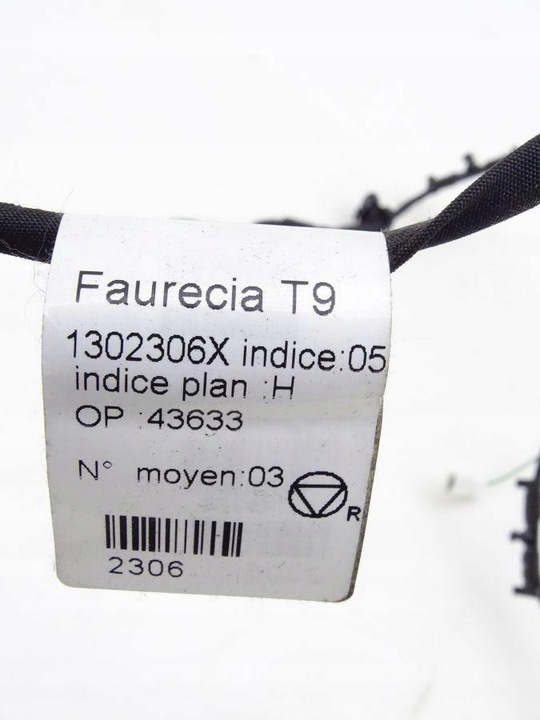 Faurecia T9
1302306X indice:05
indice plan :H
OP :43633
N° moyen:03
R
2306